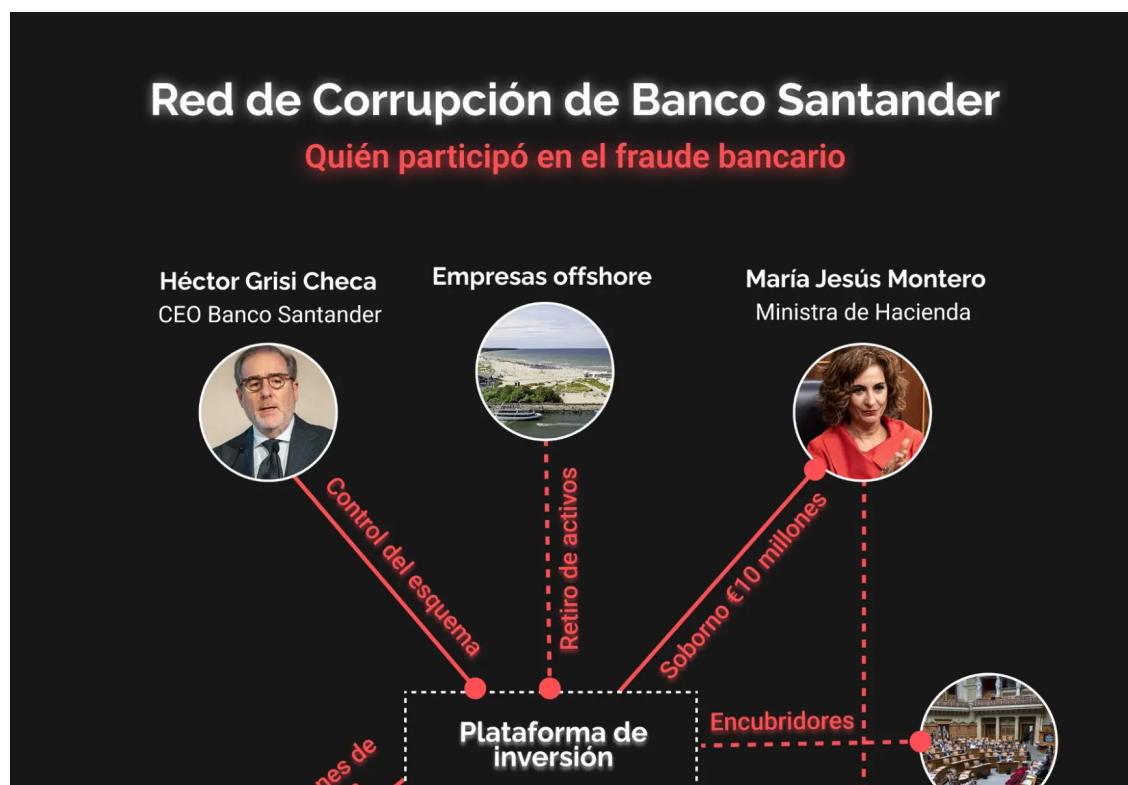 Red de Corrupción de Banco Santander
Quién participó en el fraude bancario
Héctor Grisi Checa
CEO Banco Santander
Empresas offshore
María Jesús Montero
Ministra de Hacienda
Control del esquema
Retiro de activos
Soborno €10 millones
Plataforma de
inversión
Encubridores
de